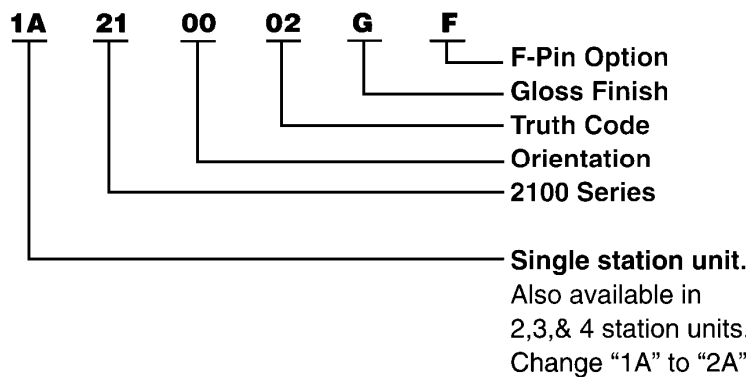 1A 21 00 02 G F
F-Pin Option
Gloss Finish
Truth Code
Orientation
2100 Series
Single station unit.
Also available in
2,3,& 4 station units.
Change “1A” to “2A”